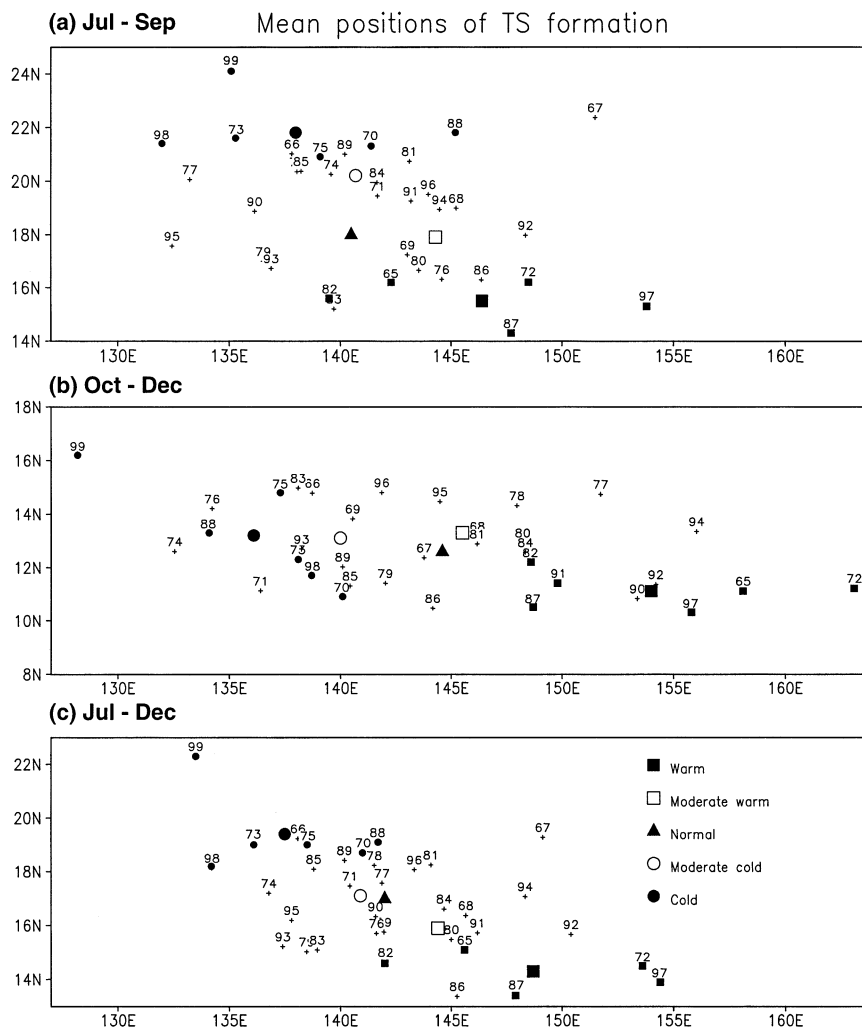 (a) Jul - Sep Mean positions of TS formation
24N
22N
20N
18N
16N
14N
99
98 73 66 75 89 70 88 67
77 85 74 84 81
90 71 91 96 94 68
95 79 93 69 80 76 86 92
82 65 72 97
87
130E 135E 140E 145E 150E 155E 160E
(b) Oct - Dec
18N
16N
14N
12N
10N
8N
99
76 75 83 66 96 95 78 77
88 69 68 94
74 93 67 81 80
73 89 84 82
71 98 85 79 91 92
70 86 87 90 97 65 72
130E 135E 140E 145E 150E 155E 160E
(c) Jul - Dec
22N
20N
18N
16N
14N
99
73 66 75 70 88 67
98 85 89 78 96 81
74 71 77 94
95 90 84 68
93 83 69 80 91 92
82 65 72
86 87 97
Warm
Moderate warm
Normal
Moderate cold
Cold
130E 135E 140E 145E 150E 155E 160E